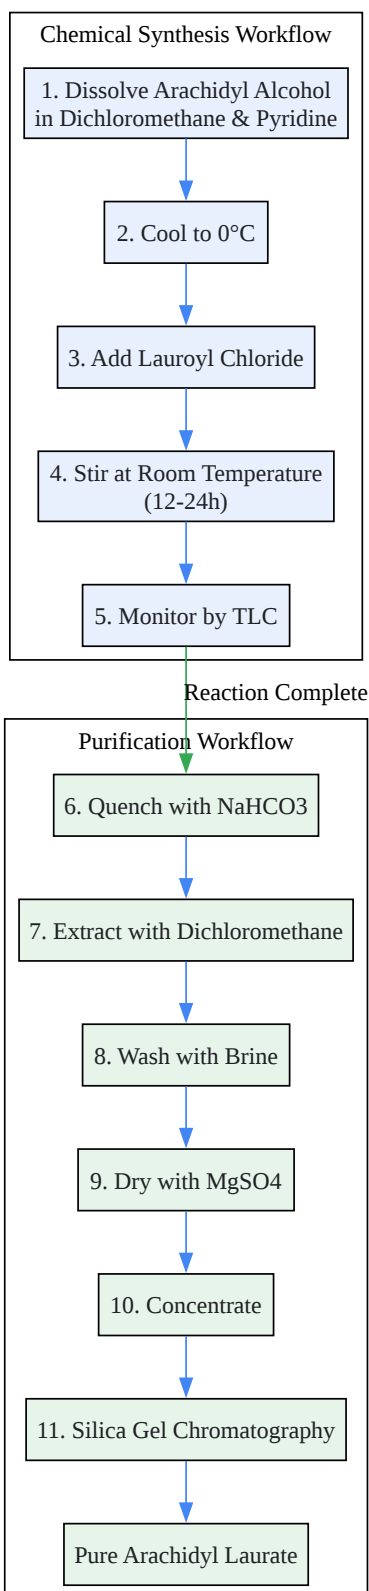 Chemical Synthesis Workflow
1. Dissolve Arachidyl Alcohol
in Dichloromethane & Pyridine
2. Cool to 0°C
3. Add Lauroyl Chloride
4. Stir at Room Temperature
(12-24h)
5. Monitor by TLC
Reaction Complete
Purification Workflow
6. Quench with NaHCO3
7. Extract with Dichloromethane
8. Wash with Brine
9. Dry with MgSO4
10. Concentrate
11. Silica Gel Chromatography
Pure Arachidyl Laurate